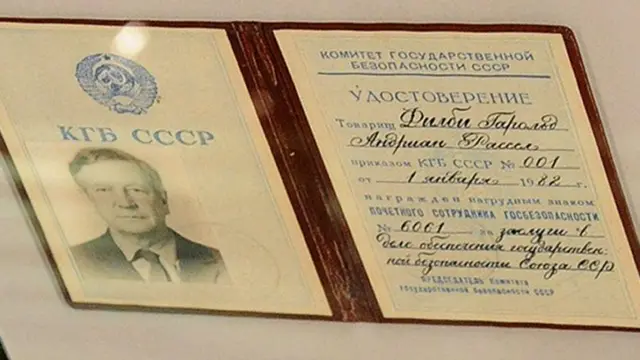 КГБ СССР
КОМИТЕТ ГОСУДАРСТВЕННОЙ
БЕЗОПАСНОСТИ СССР
УДОСТОВЕРЕНИЕ
Товарищ Филби Гарольд
Андриан Рассел
приказом КГБ СССР № 001
от 1 января 1982 г.
награжден нагрудным знаком
ПОЧЕТНОГО СОТРУДНИКА ГОСБЕЗОПАСНОСТИ
№ 6061 за заслуги в
деле обеспечения государствен-
ной безопасности Союза ССР
ПРЕДСЕДАТЕЛЬ Комитета
государственной безопасности СССР